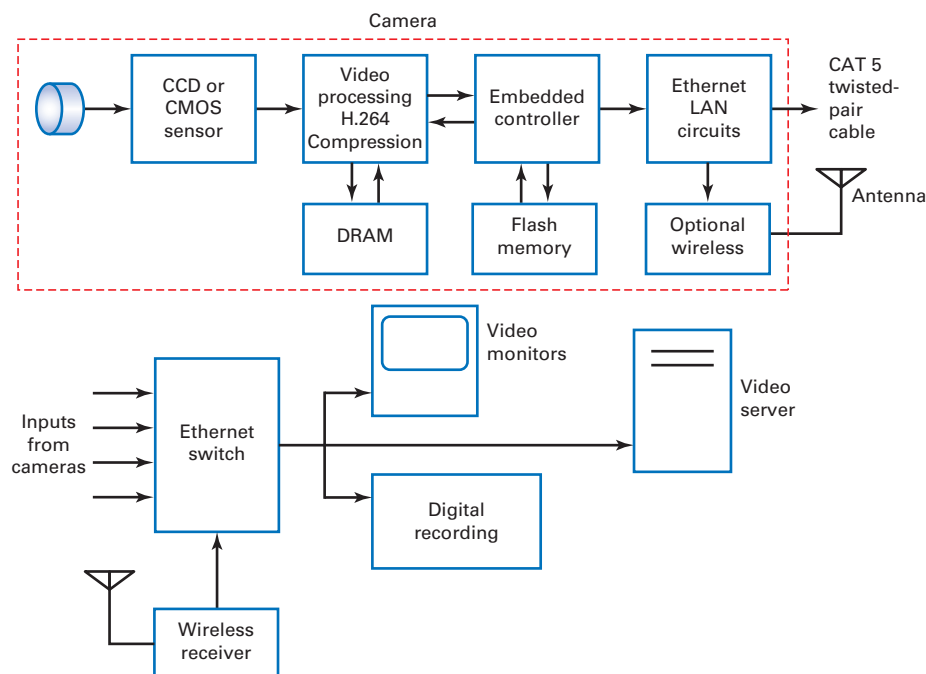 Camera
CCD or
CMOS
sensor
Video
processing
H.264
Compression
Embedded
controller
Ethernet
LAN
circuits
CAT 5
twisted-
pair
cable
DRAM
Flash
memory
Optional
wireless
Antenna
Inputs
from
cameras
Ethernet
switch
Video
monitors
Video
server
Digital
recording
Wireless
receiver